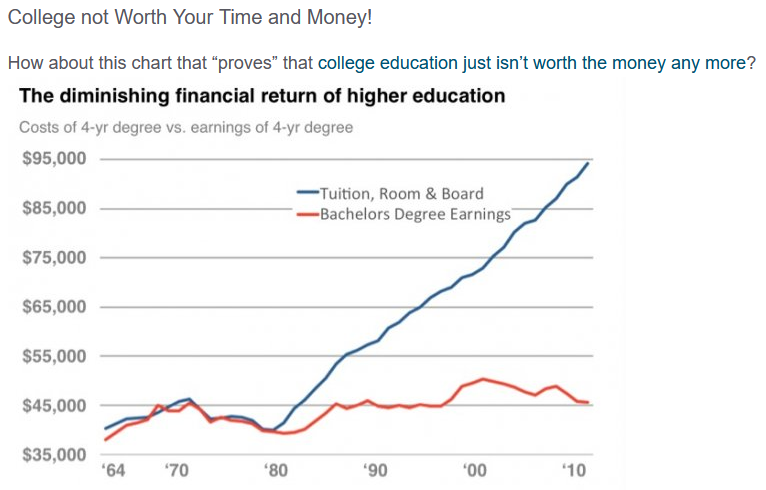 College not Worth Your Time and Money!
How about this chart that “proves” that college education just isn’t worth the money any more?
The diminishing financial return of higher education
Costs of 4-yr degree vs. earnings of 4-yr degree
$95,000
Tuition, Room & Board
$85,000
Bachelors Degree Earnings
$75,000
$65,000
$55,000
$45,000
$35,000
‘64 ‘70 ‘80 ‘90 ‘00 ‘10